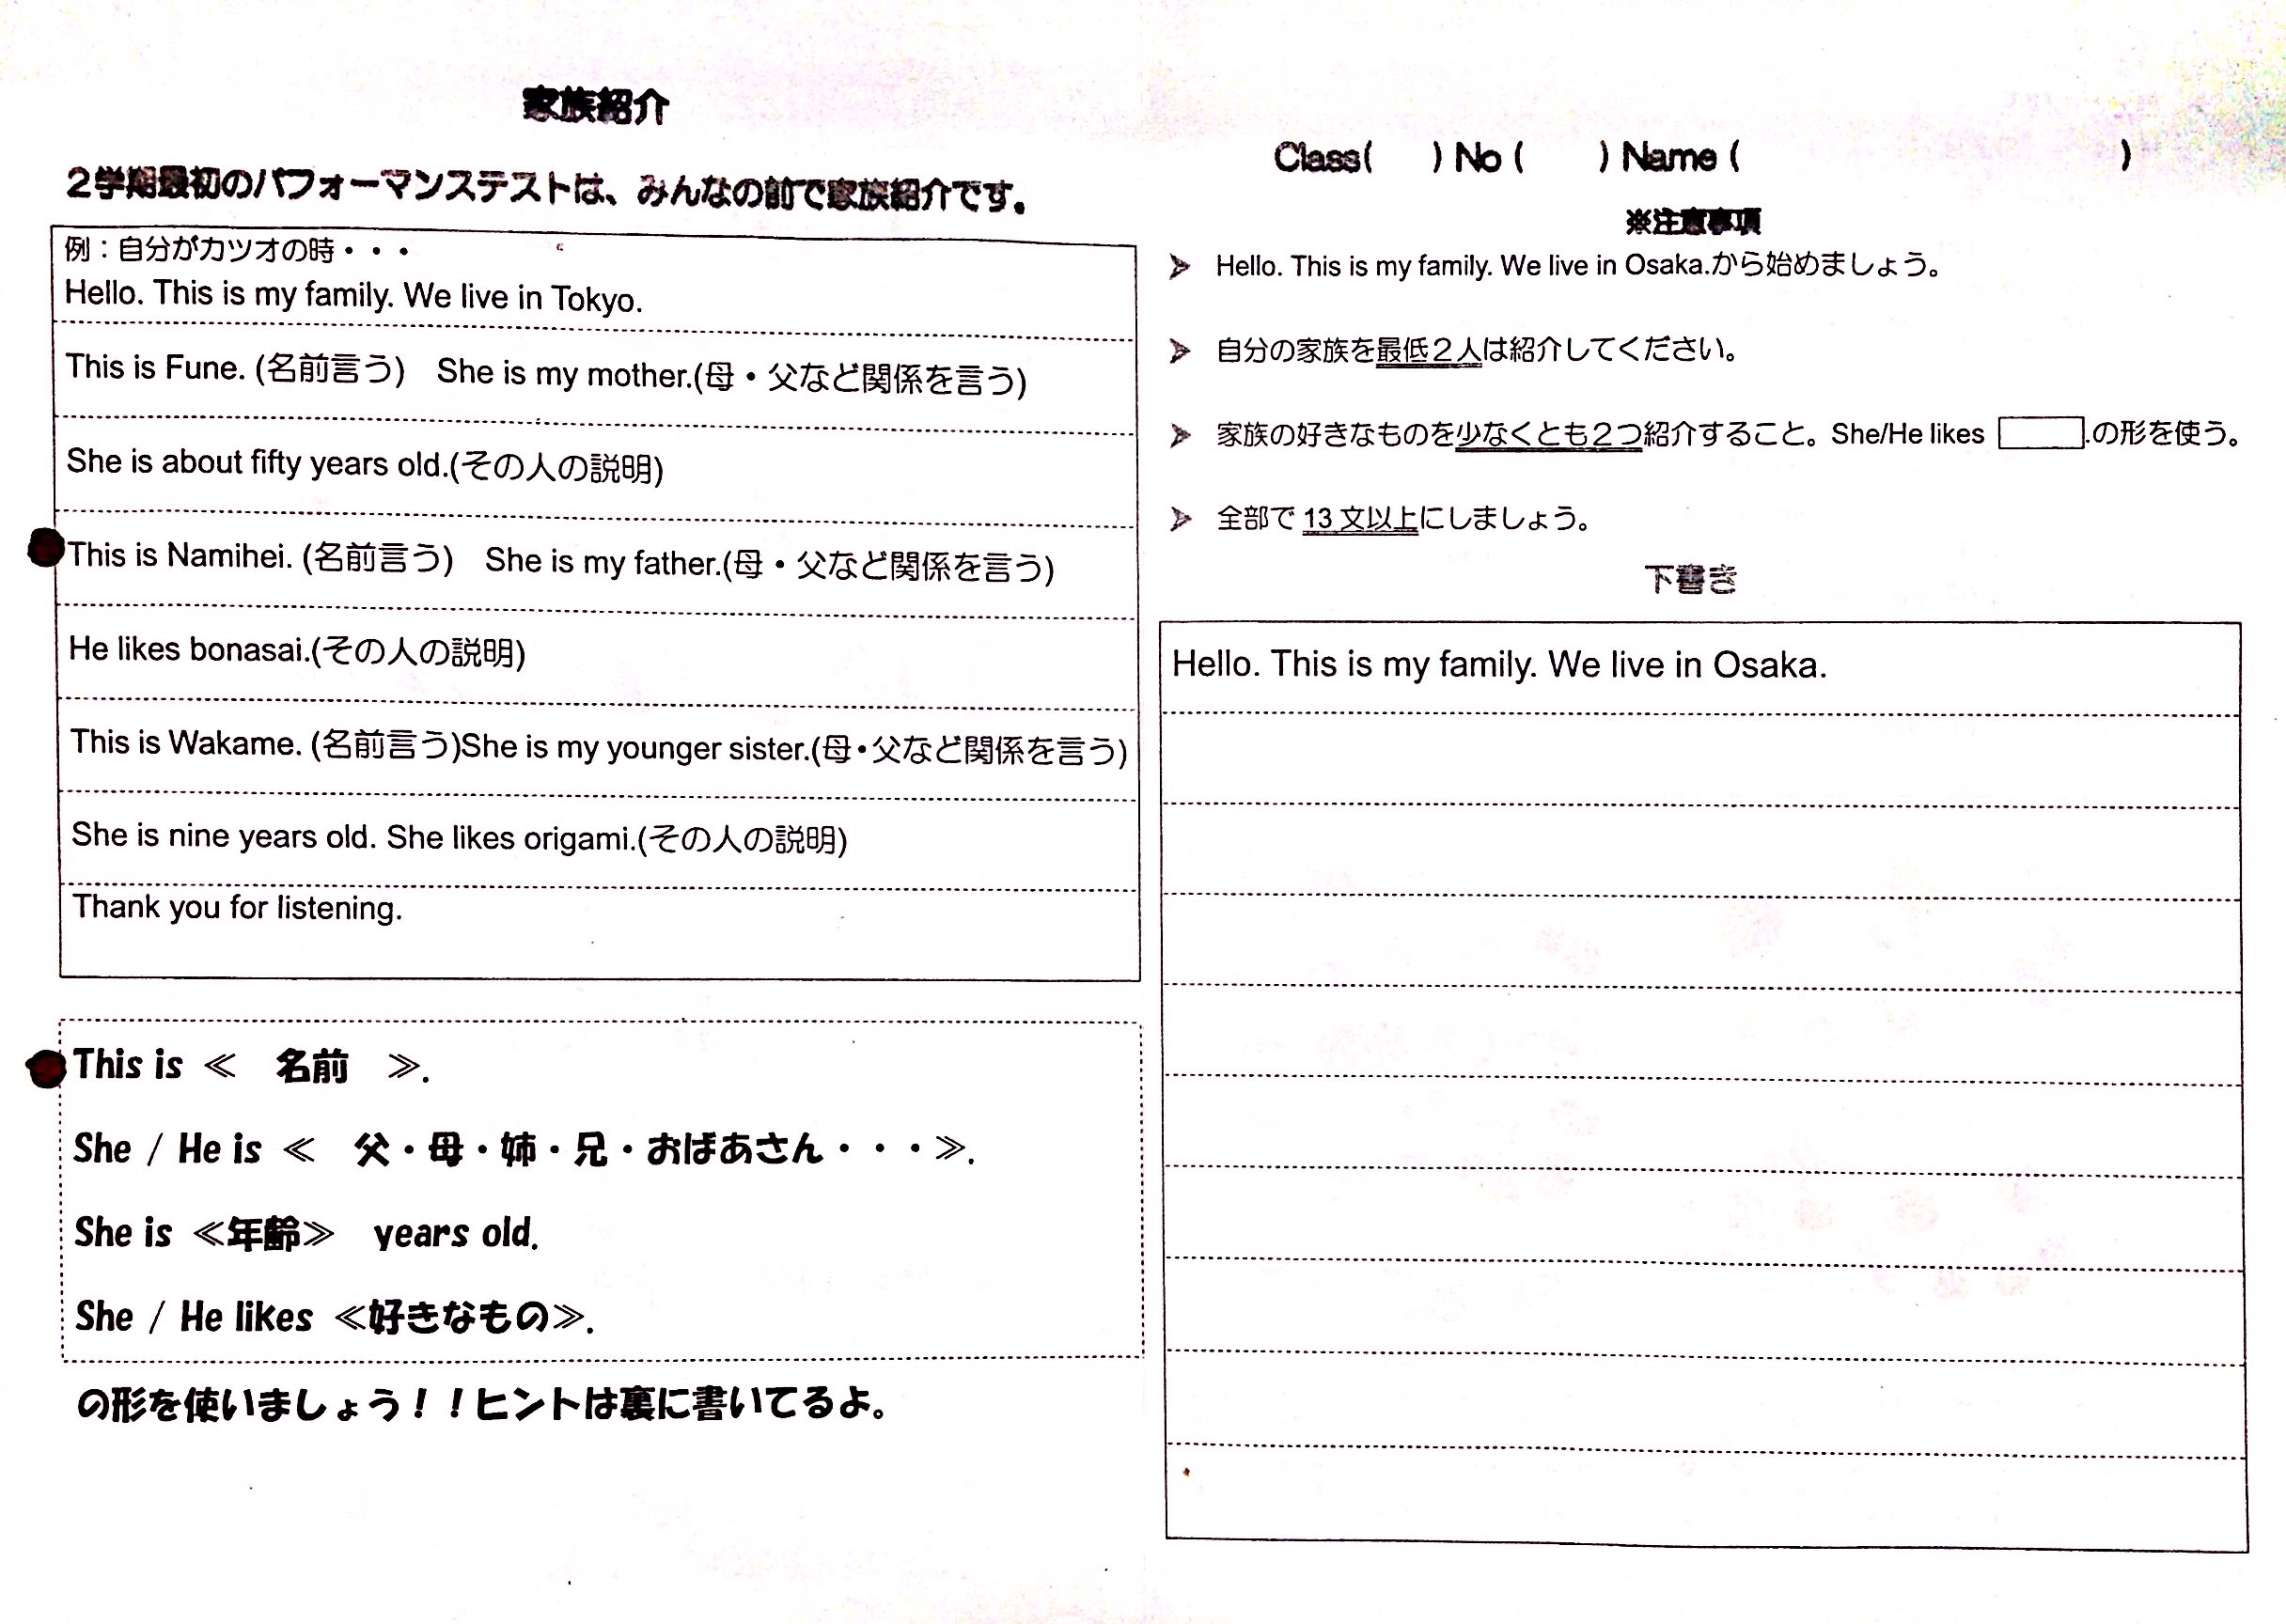 家族紹介
2学期最初のパフォーマンステストは、みんなの前で家族紹介です。
例：自分がカツオの時・・・
Hello. This is my family. We live in Tokyo.
This is Fune. (名前言う)　She is my mother.(母・父など関係を言う)
She is about fifty years old.(その人の説明)
This is Namihei. (名前言う)　She is my father.(母・父など関係を言う)
He likes bonasai.(その人の説明)
This is Wakame. (名前言う)She is my younger sister.(母・父など関係を言う)
She is nine years old. She likes origami.(その人の説明)
Thank you for listening.
This is ≪　名前　≫.
She / He is ≪　父・母・姉・兄・おばあさん・・・≫.
She is ≪年齢≫　years old.
She / He likes ≪好きなもの≫.
の形を使いましょう！！ヒントは裏に書いてるよ。
Class(　　) No (　　) Name (　　　　　　　　)
※注意事項
➢ Hello. This is my family. We live in Osaka.から始めましょう。
➢ 自分の家族を最低2人は紹介してください。
➢ 家族の好きなものを少なくとも2つ紹介すること。She/He likes 　　.の形を使う。
➢ 全部で 13 文以上にしましょう。
下書き
Hello. This is my family. We live in Osaka.